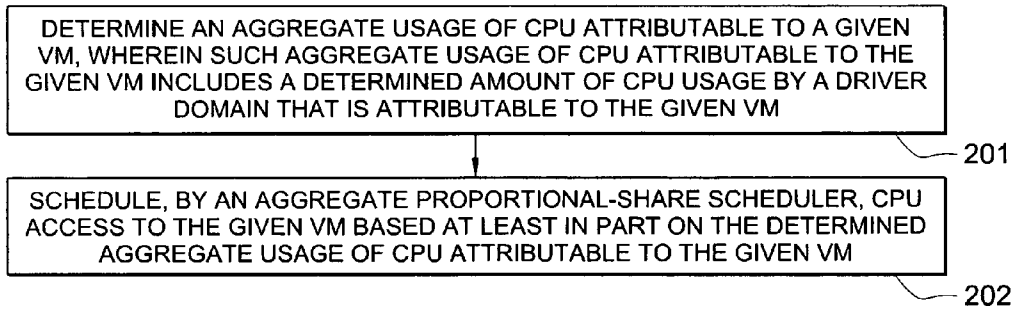 DETERMINE AN AGGREGATE USAGE OF CPU ATTRIBUTABLE TO A GIVEN
VM, WHEREIN SUCH AGGREGATE USAGE OF CPU ATTRIBUTABLE TO THE
GIVEN VM INCLUDES A DETERMINED AMOUNT OF CPU USAGE BY A DRIVER
DOMAIN THAT IS ATTRIBUTABLE TO THE GIVEN VM
201
SCHEDULE, BY AN AGGREGATE PROPORTIONAL-SHARE SCHEDULER, CPU
ACCESS TO THE GIVEN VM BASED AT LEAST IN PART ON THE DETERMINED
AGGREGATE USAGE OF CPU ATTRIBUTABLE TO THE GIVEN VM
202